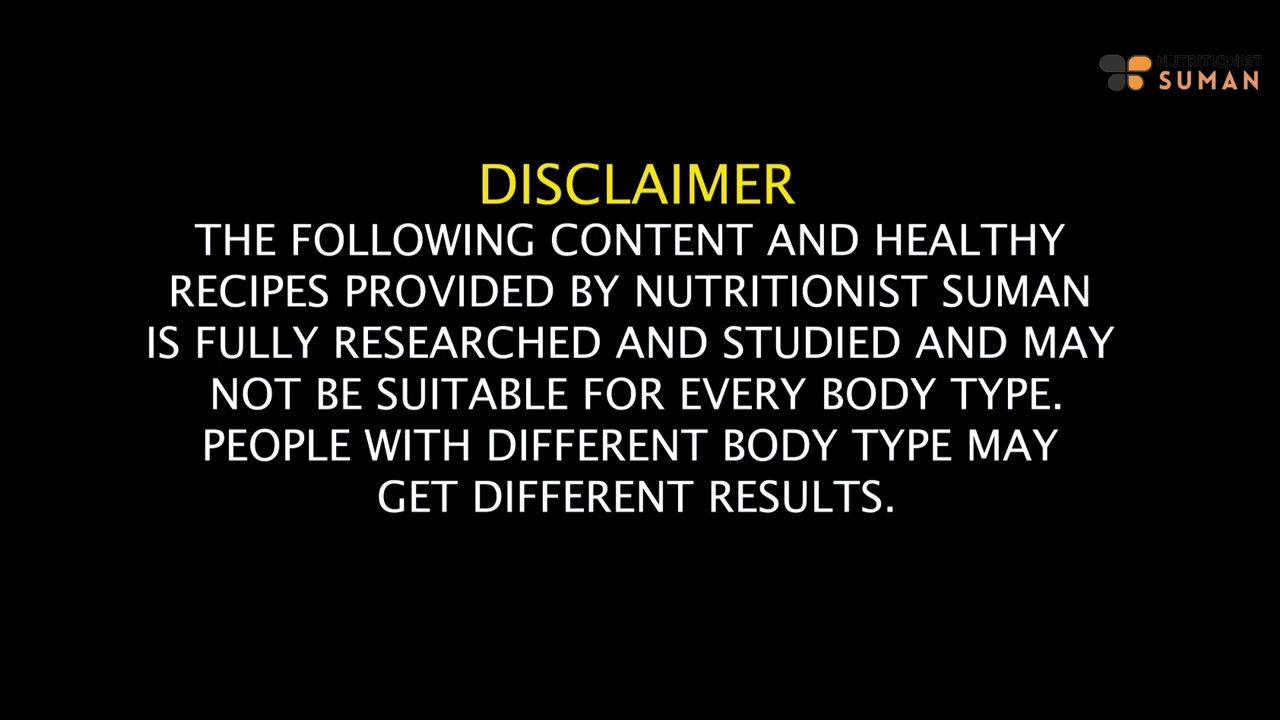 NUTRITIONIST
SUMAN
DISCLAIMER
THE FOLLOWING CONTENT AND HEALTHY
RECIPES PROVIDED BY NUTRITIONIST SUMAN
IS FULLY RESEARCHED AND STUDIED AND MAY
NOT BE SUITABLE FOR EVERY BODY TYPE.
PEOPLE WITH DIFFERENT BODY TYPE MAY
GET DIFFERENT RESULTS.